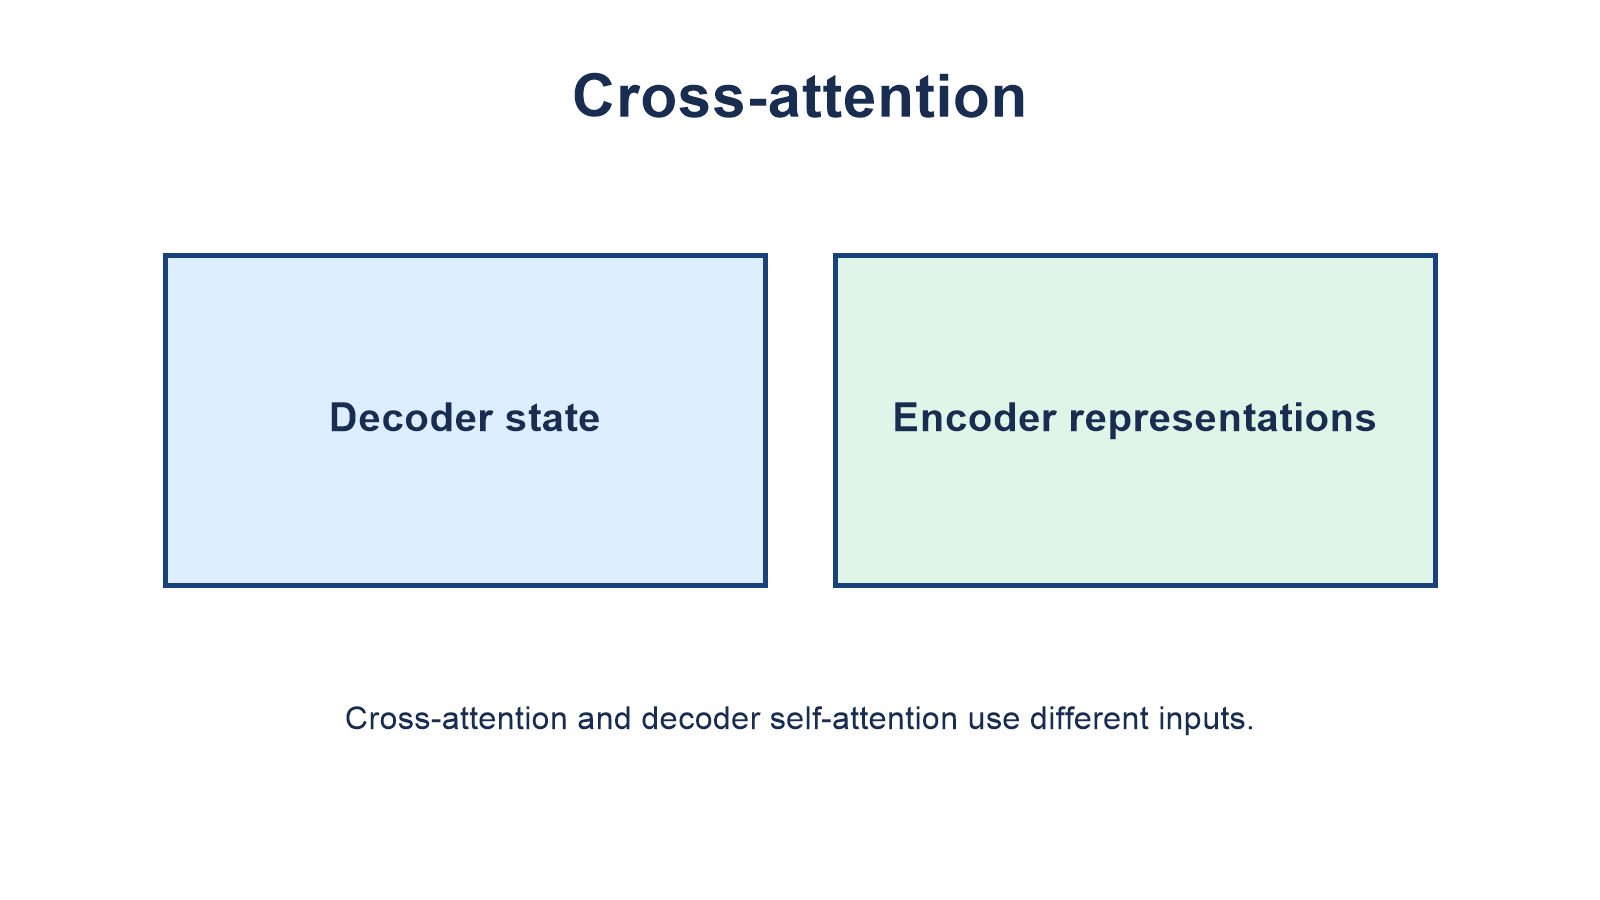 Cross-attention
Decoder state
Encoder representations
Cross-attention and decoder self-attention use different inputs.